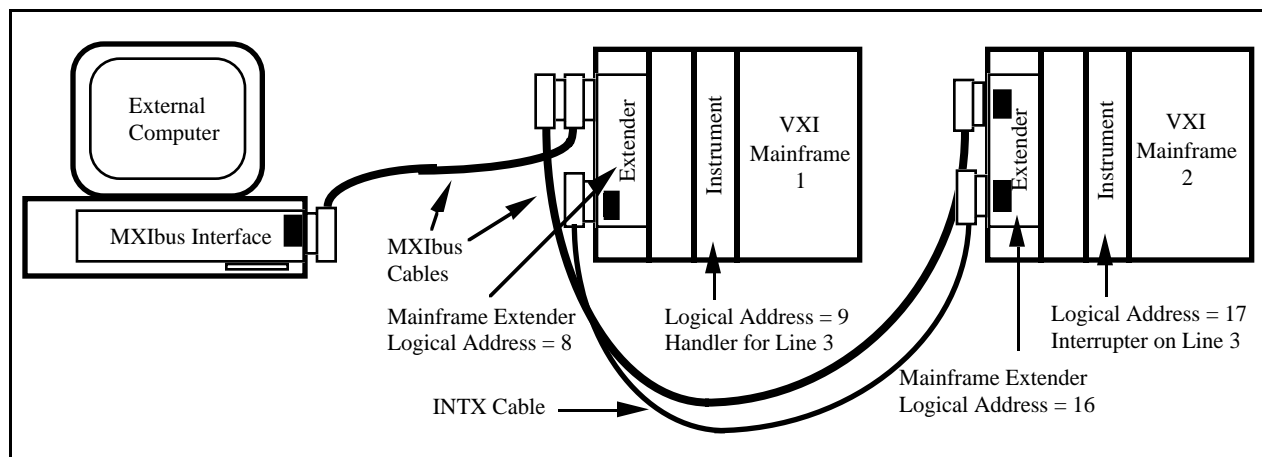 External
Computer
MXIbus Interface
MXIbus
Cables
Mainframe Extender
Logical Address = 8
INTX Cable
Extender
Instrument
VXI
Mainframe
1
Logical Address = 9
Handler for Line 3
Extender
Instrument
VXI
Mainframe
2
Logical Address = 17
Interrupter on Line 3
Mainframe Extender
Logical Address = 16